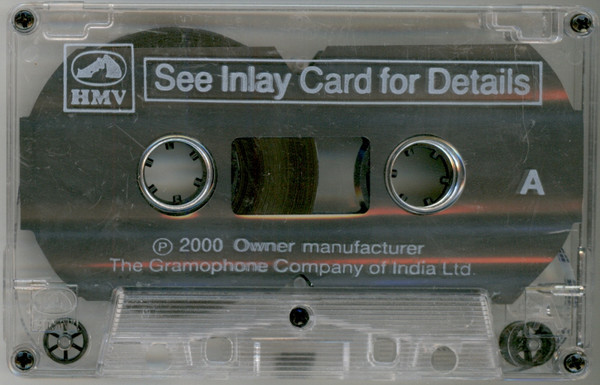 HMV
See Inlay Card for Details
A
℗ 2000 Owner manufacturer
The Gramophone Company of India Ltd.